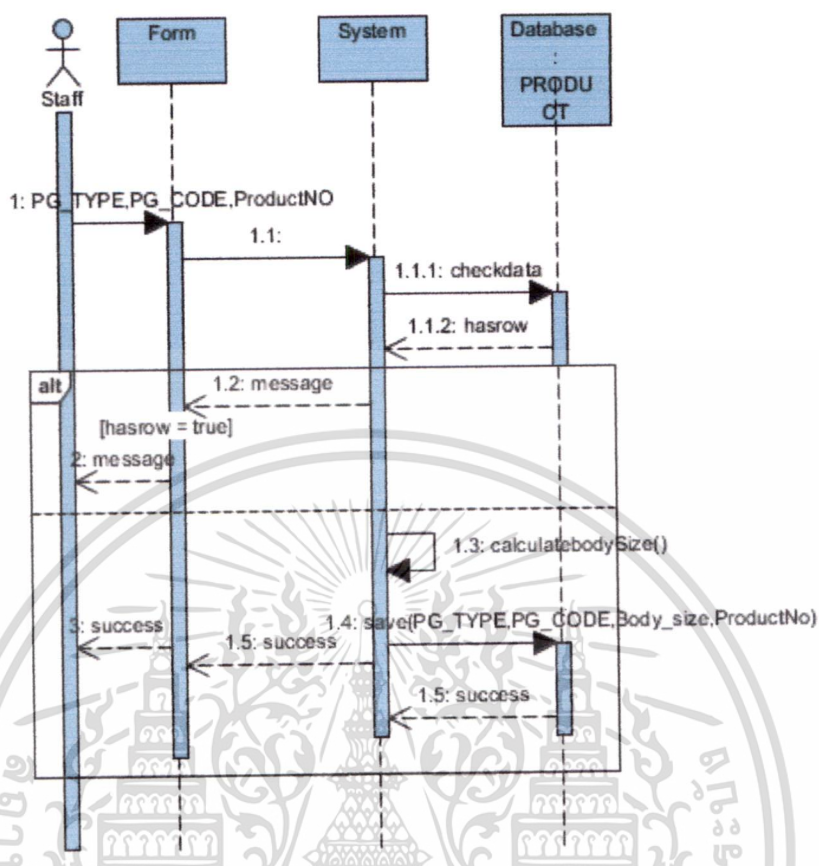 Form
System
Database
:
PRODU
CT
Staff
1: PG_TYPE,PG_CODE,ProductNO
1.1:
1.1.1: checkdata
1.1.2: hasrow
alt
1.2: message
[hasrow = true]
2: message
1.3: calculatebodySize()
1.4: save(PG_TYPE,PG_CODE,Body_size,ProductNo)
3: success
1.5: success
1.5: success